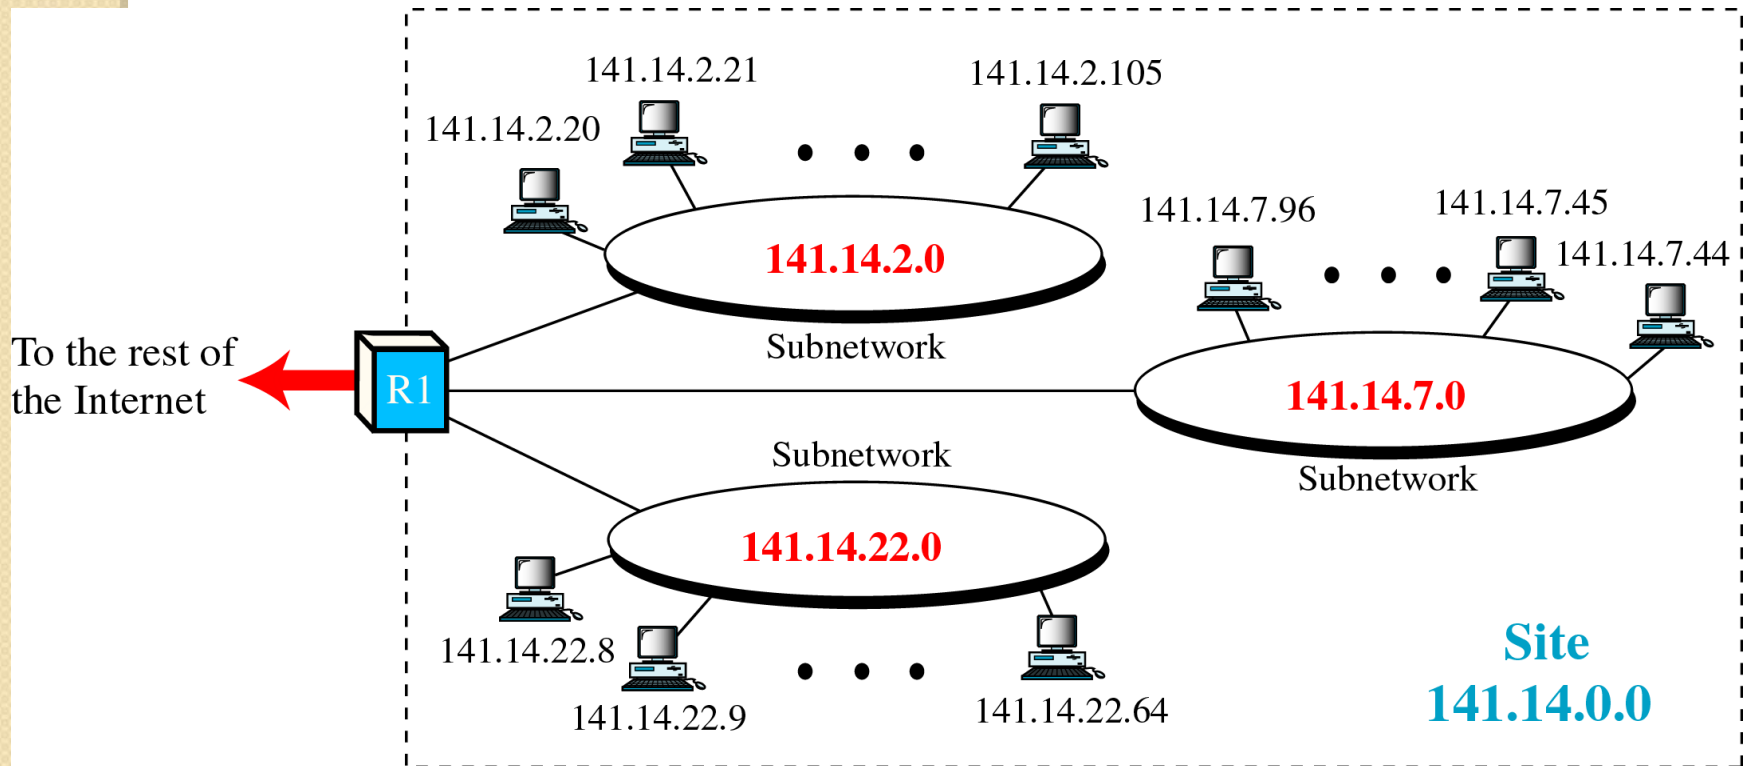 141.14.2.21
141.14.2.105
141.14.2.20
141.14.7.96
141.14.7.45
141.14.7.44
141.14.2.0
Subnetwork
To the rest of
the Internet
R1
141.14.7.0
Subnetwork
Subnetwork
141.14.22.0
141.14.22.8
141.14.22.9
141.14.22.64
Site
141.14.0.0